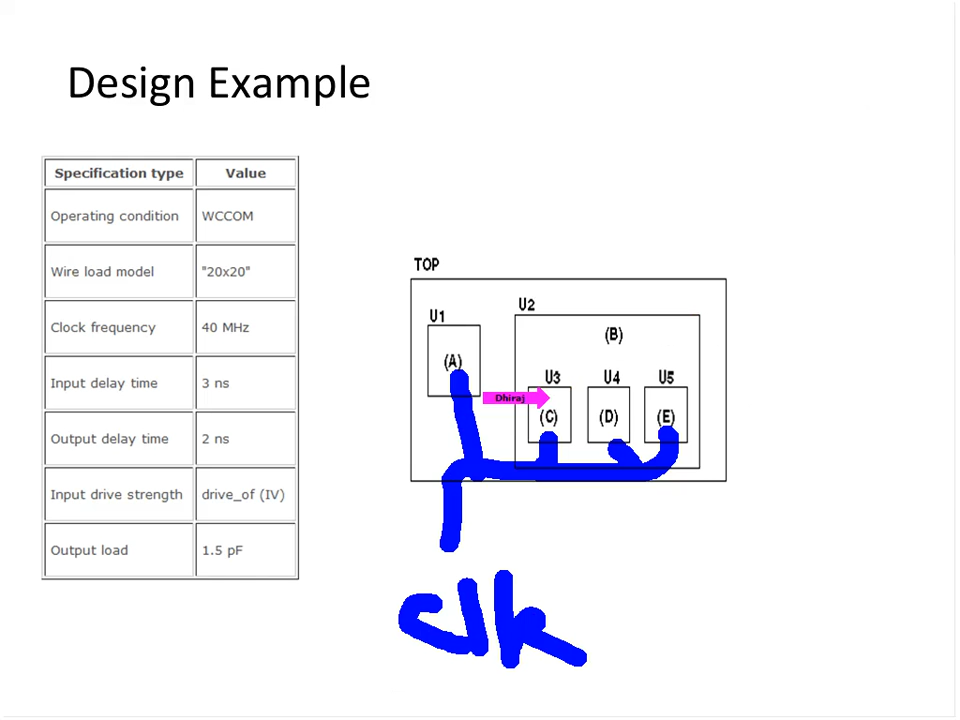 Design Example
Specification type Value
Operating condition WCCOM
Wire load model "20x20"
Clock frequency 40 MHz
Input delay time 3 ns
Output delay time 2 ns
Input drive strength drive_of (IV)
Output load 1.5 pF
TOP
U1
(A)
U2
(B)
Dhiraj
U3 U4 U5
(C) (D) (E)
clk